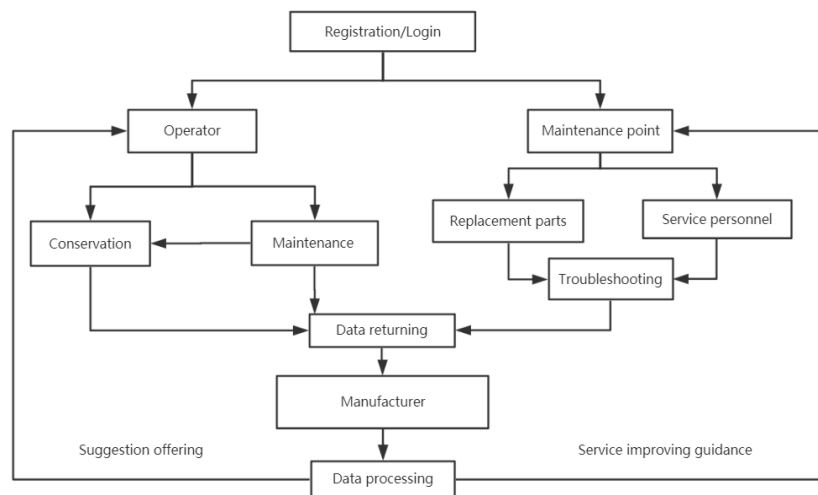 Registration/Login
Operator
Maintenance point
Replacement parts
Service personnel
Conservation
Maintenance
Troubleshooting
Data returning
Manufacturer
Suggestion offering
Service improving guidance
Data processing